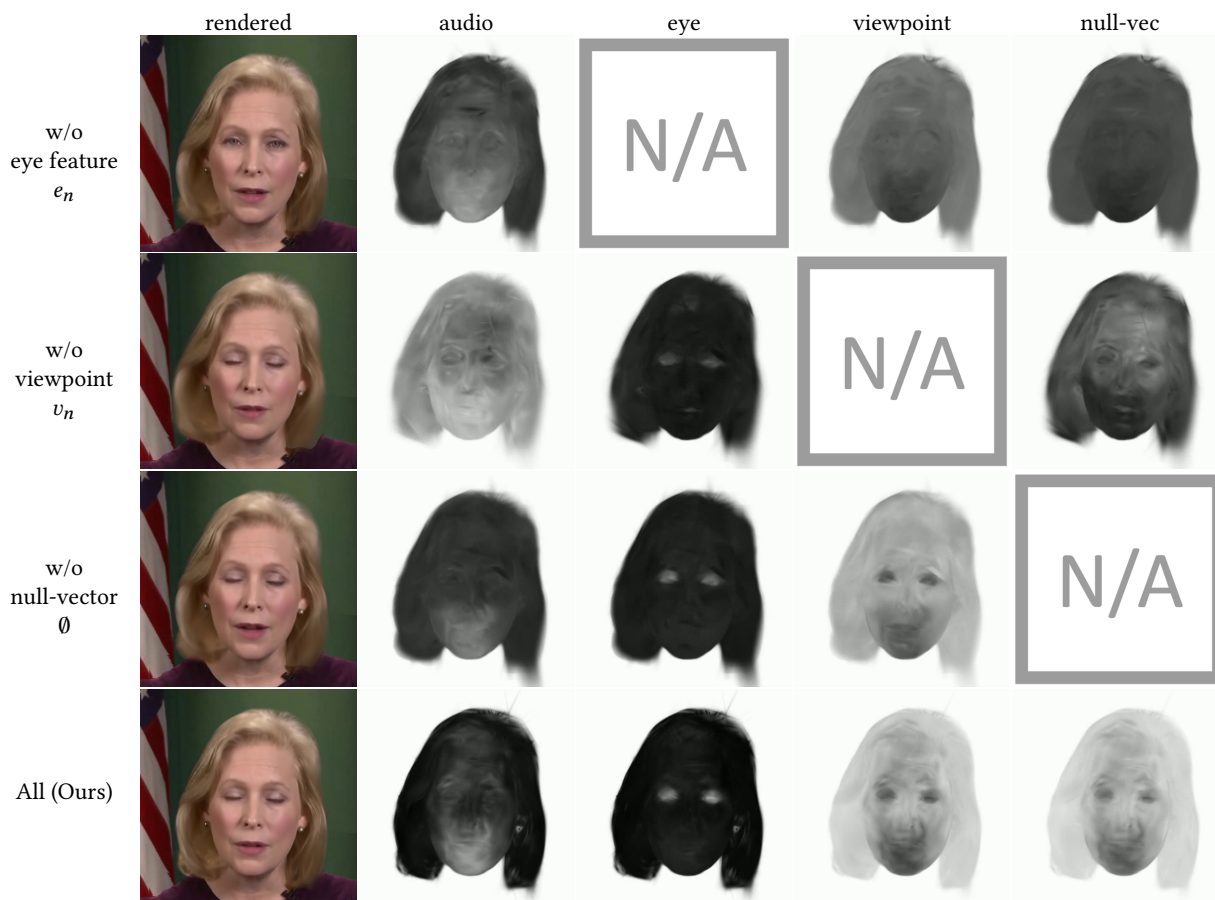 rendered audio eye viewpoint null-vec
w/o
eye feature
e_n
N/A
w/o
viewpoint
v_n
N/A
w/o
null-vector
∅
N/A
All (Ours)